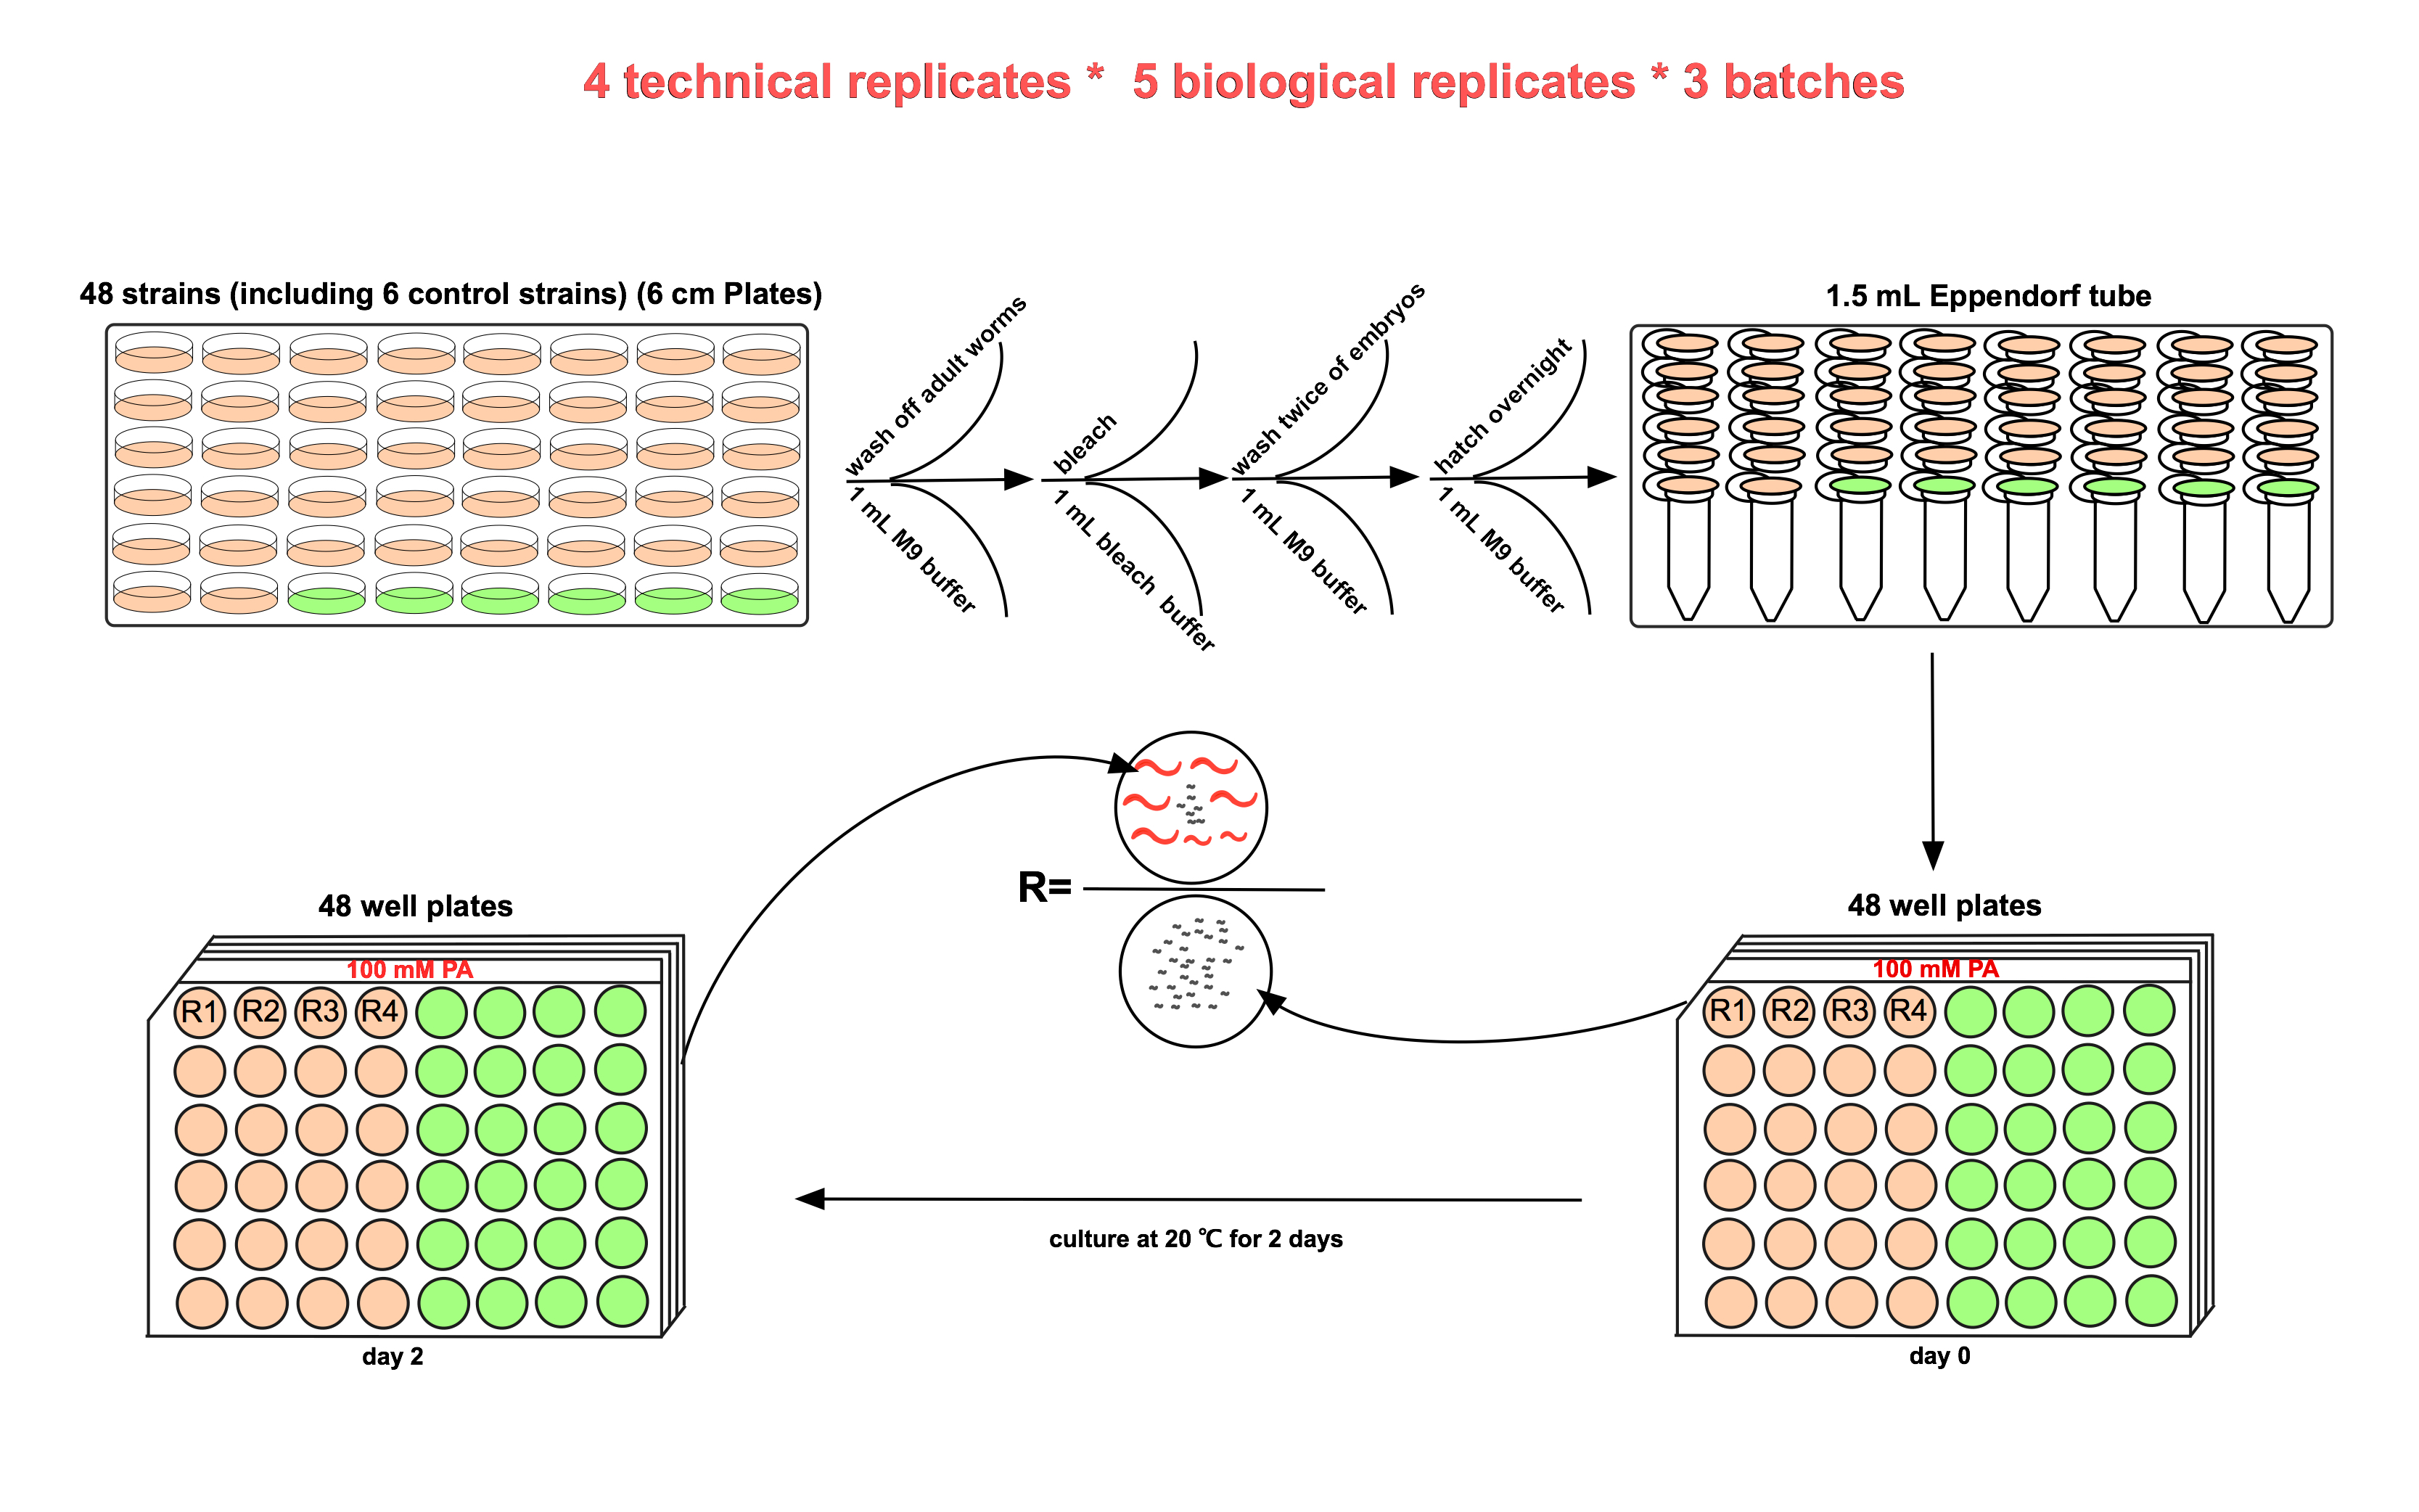 4 technical replicates *  5 biological replicates * 3 batches
48 strains (including 6 control strains) (6 cm Plates)
wash off adult worms
1 mL M9 buffer
bleach
1 mL bleach  buffer
wash twice of embryos
1 mL M9 buffer
hatch overnight
1 mL M9 buffer
1.5 mL Eppendorf tube
R=
48 well plates
100 mM PA
R1 R2 R3 R4
day 2
48 well plates
100 mM PA
R1 R2 R3 R4
day 0
culture at 20 ℃ for 2 days